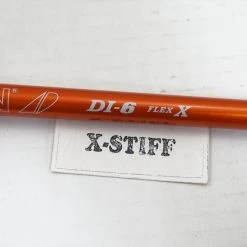 DI-6 FLEX X
X-STIFF